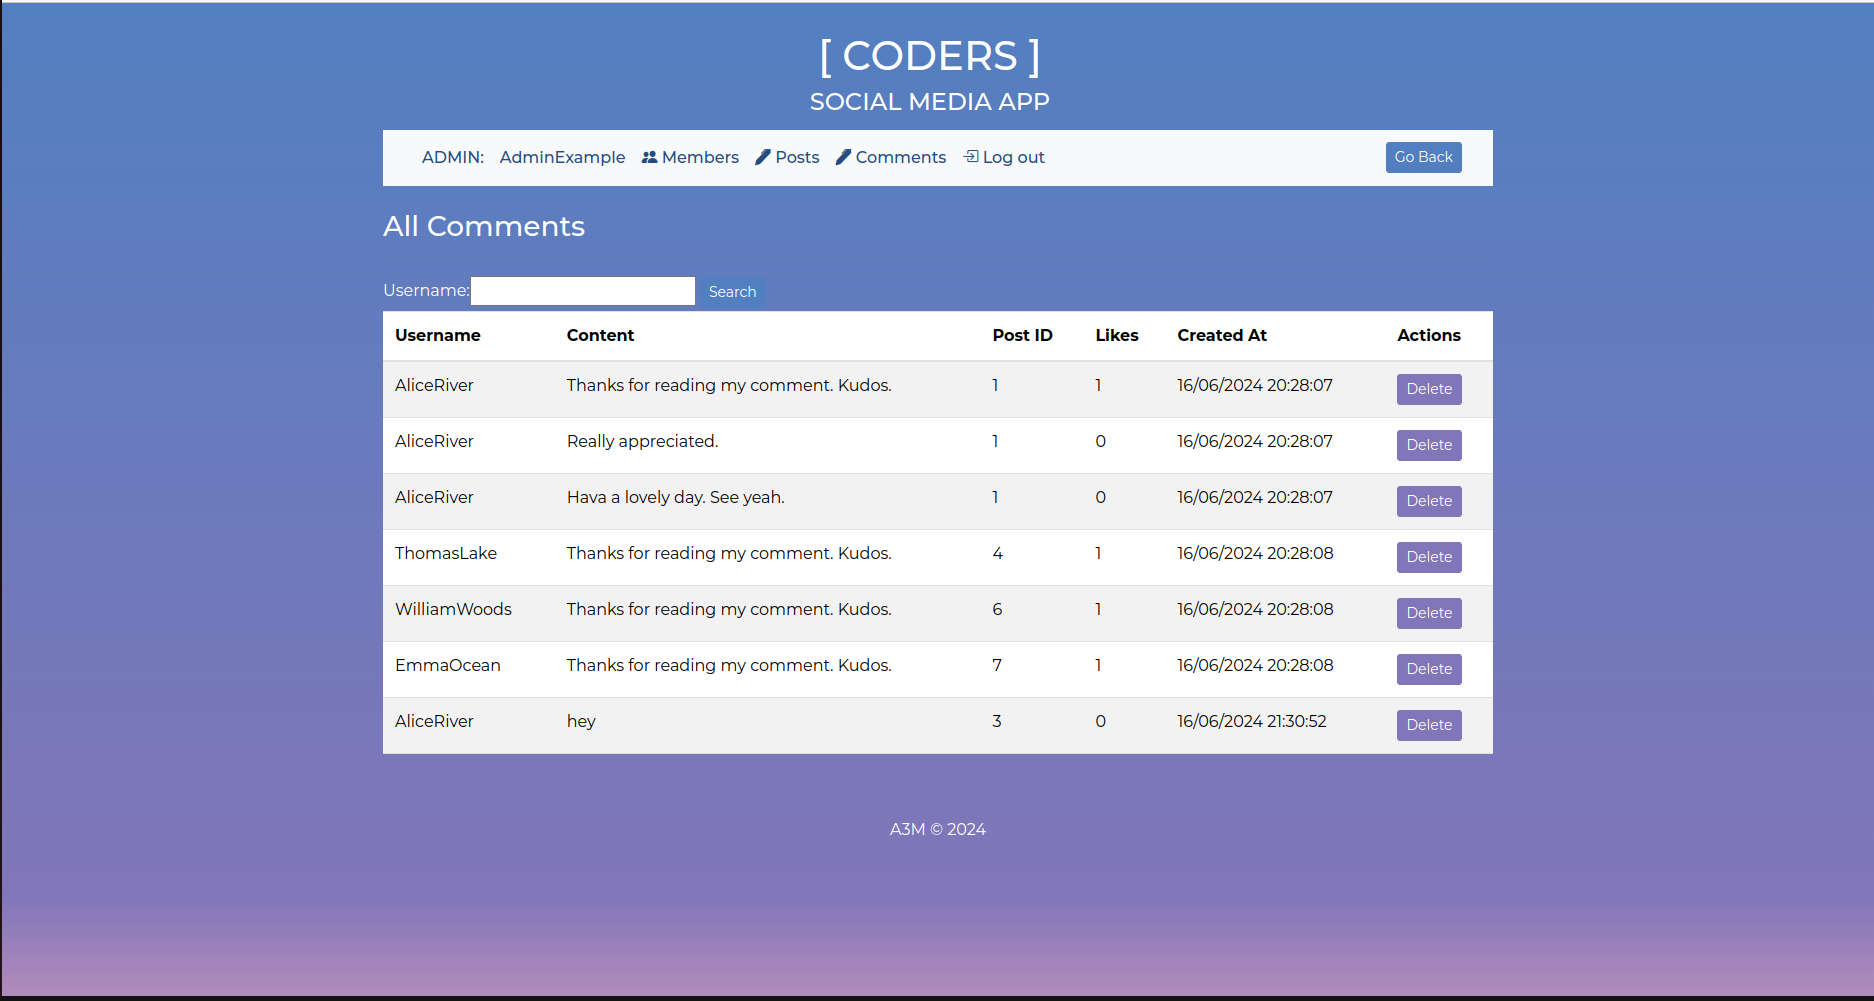 [ CODERS ]
SOCIAL MEDIA APP
ADMIN: AdminExample Members Posts Comments Log out Go Back
All Comments
Username: Search
Username Content Post ID Likes Created At Actions
AliceRiver Thanks for reading my comment. Kudos. 1 1 16/06/2024 20:28:07 Delete
AliceRiver Really appreciated. 1 0 16/06/2024 20:28:07 Delete
AliceRiver Hava a lovely day. See yeah. 1 0 16/06/2024 20:28:07 Delete
ThomasLake Thanks for reading my comment. Kudos. 4 1 16/06/2024 20:28:08 Delete
WilliamWoods Thanks for reading my comment. Kudos. 6 1 16/06/2024 20:28:08 Delete
EmmaOcean Thanks for reading my comment. Kudos. 7 1 16/06/2024 20:28:08 Delete
AliceRiver hey 3 0 16/06/2024 21:30:52 Delete
A3M © 2024